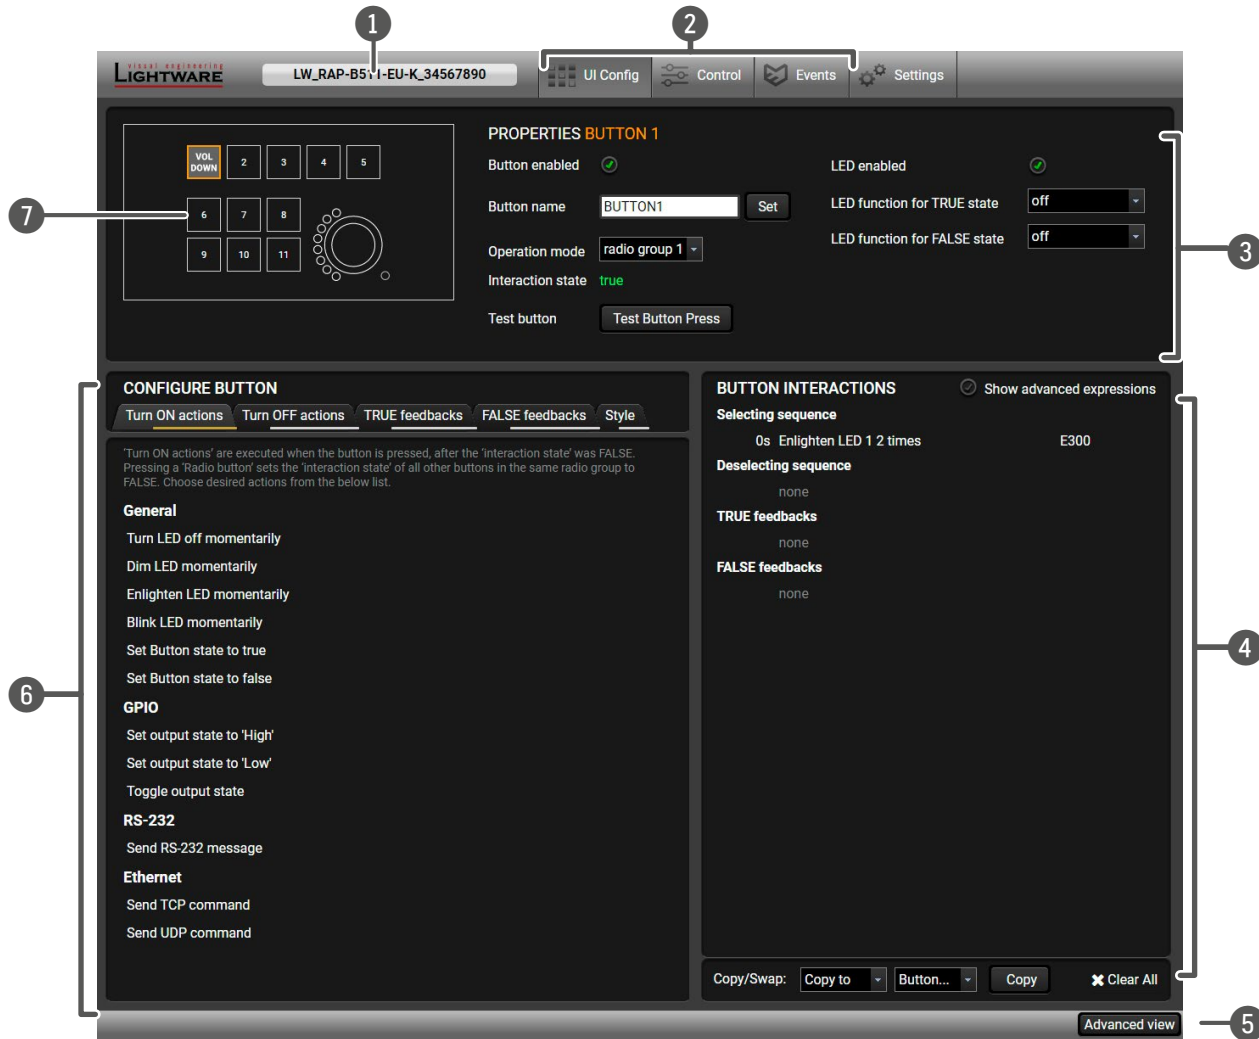 1
2
visual engineering
LIGHTWARE
LW_RAP-B511-EU-K_34567890
UI Config
Control
Events
Settings
VOL DOWN
2
3
4
5
6
7
8
9
10
11
7
PROPERTIES BUTTON 1
Button enabled
Button name BUTTON1 Set
Operation mode radio group 1
Interaction state true
Test button Test Button Press
LED enabled
LED function for TRUE state off
LED function for FALSE state off
3
CONFIGURE BUTTON
Turn ON actions Turn OFF actions TRUE feedbacks FALSE feedbacks Style
'Turn ON actions' are executed when the button is pressed, after the 'interaction state' was FALSE.
Pressing a 'Radio button' sets the 'interaction state' of all other buttons in the same radio group to
FALSE. Choose desired actions from the below list.
General
Turn LED off momentarily
Dim LED momentarily
Enlighten LED momentarily
Blink LED momentarily
Set Button state to true
Set Button state to false
GPIO
Set output state to 'High'
Set output state to 'Low'
Toggle output state
RS-232
Send RS-232 message
Ethernet
Send TCP command
Send UDP command
6
BUTTON INTERACTIONS Show advanced expressions
Selecting sequence
0s Enlighten LED 1 2 times E300
Deselecting sequence
none
TRUE feedbacks
none
FALSE feedbacks
none
4
Copy/Swap: Copy to Button... Copy Clear All
Advanced view
5